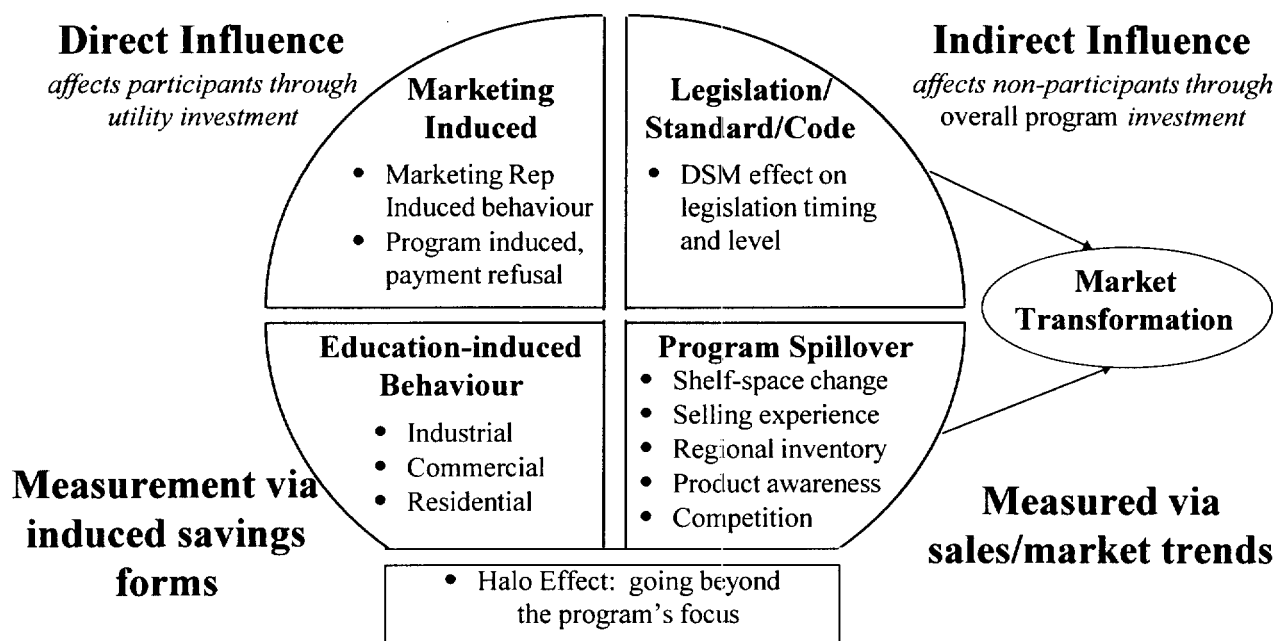 Direct Influence
affects participants through
utility investment
Indirect Influence
affects non-participants through
overall program investment
Marketing
Induced
• Marketing Rep
Induced behaviour
• Program induced,
payment refusal
Legislation/
Standard/Code
• DSM effect on
legislation timing
and level
Market
Transformation
Education-induced
Behaviour
• Industrial
• Commercial
• Residential
Program Spillover
• Shelf-space change
• Selling experience
• Regional inventory
• Product awareness
• Competition
Measurement via
induced savings
forms
Measured via
sales/market trends
• Halo Effect: going beyond
the program's focus